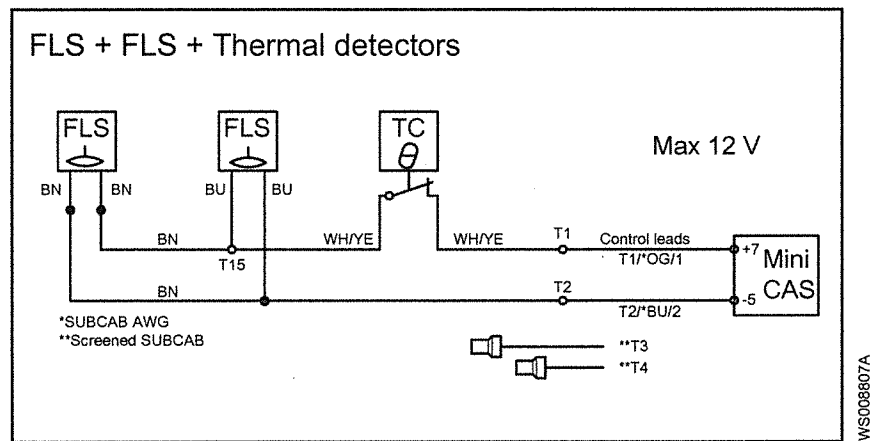 FLS + FLS + Thermal detectors
FLS
FLS
TC
Max 12 V
BN
BN
BU
BU
BN
T15
WH/YE
WH/YE
T1
Control leads
T1/*OG/1
+7
Mini
CAS
BN
T2
T2/*BU/2
-5
*SUBCAB AWG
**Screened SUBCAB
**T3
**T4
WS008807A